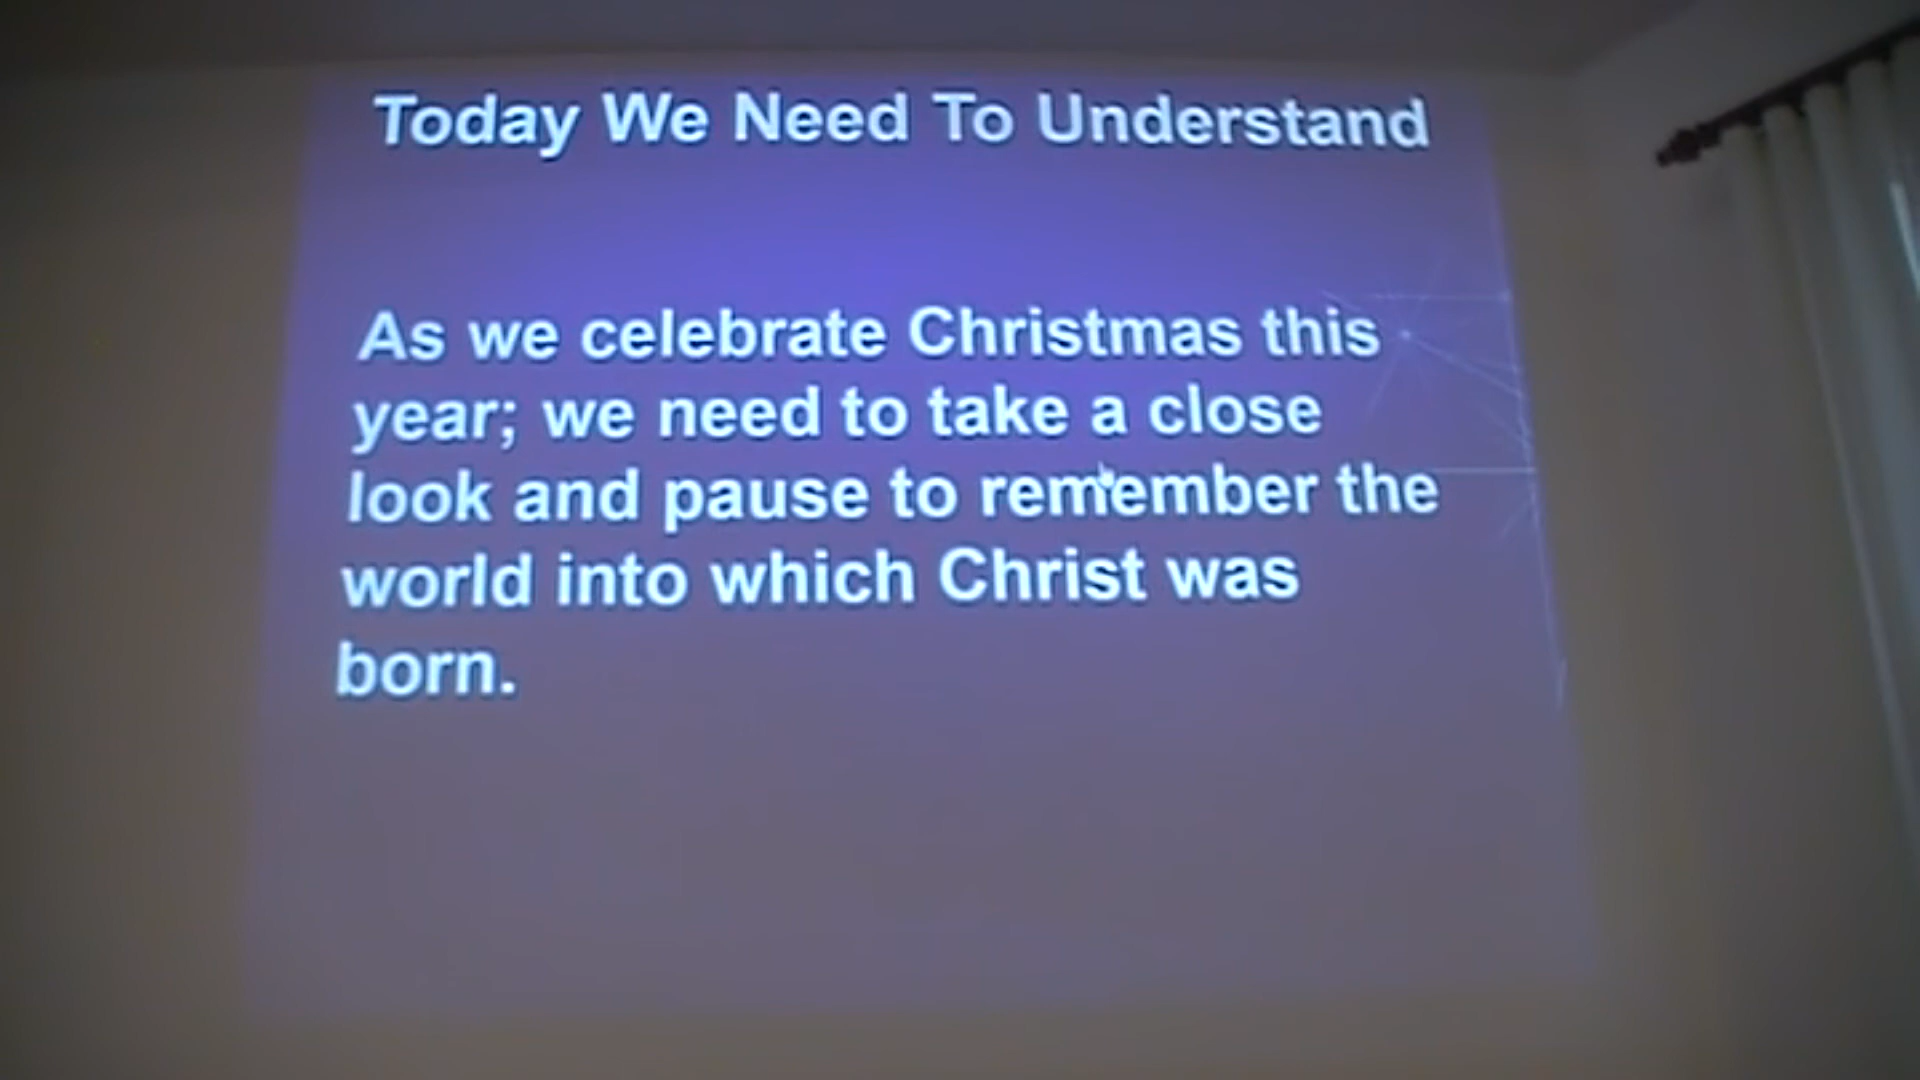 Today We Need To Understand
As we celebrate Christmas this
year; we need to take a close
look and pause to remember the
world into which Christ was
born.